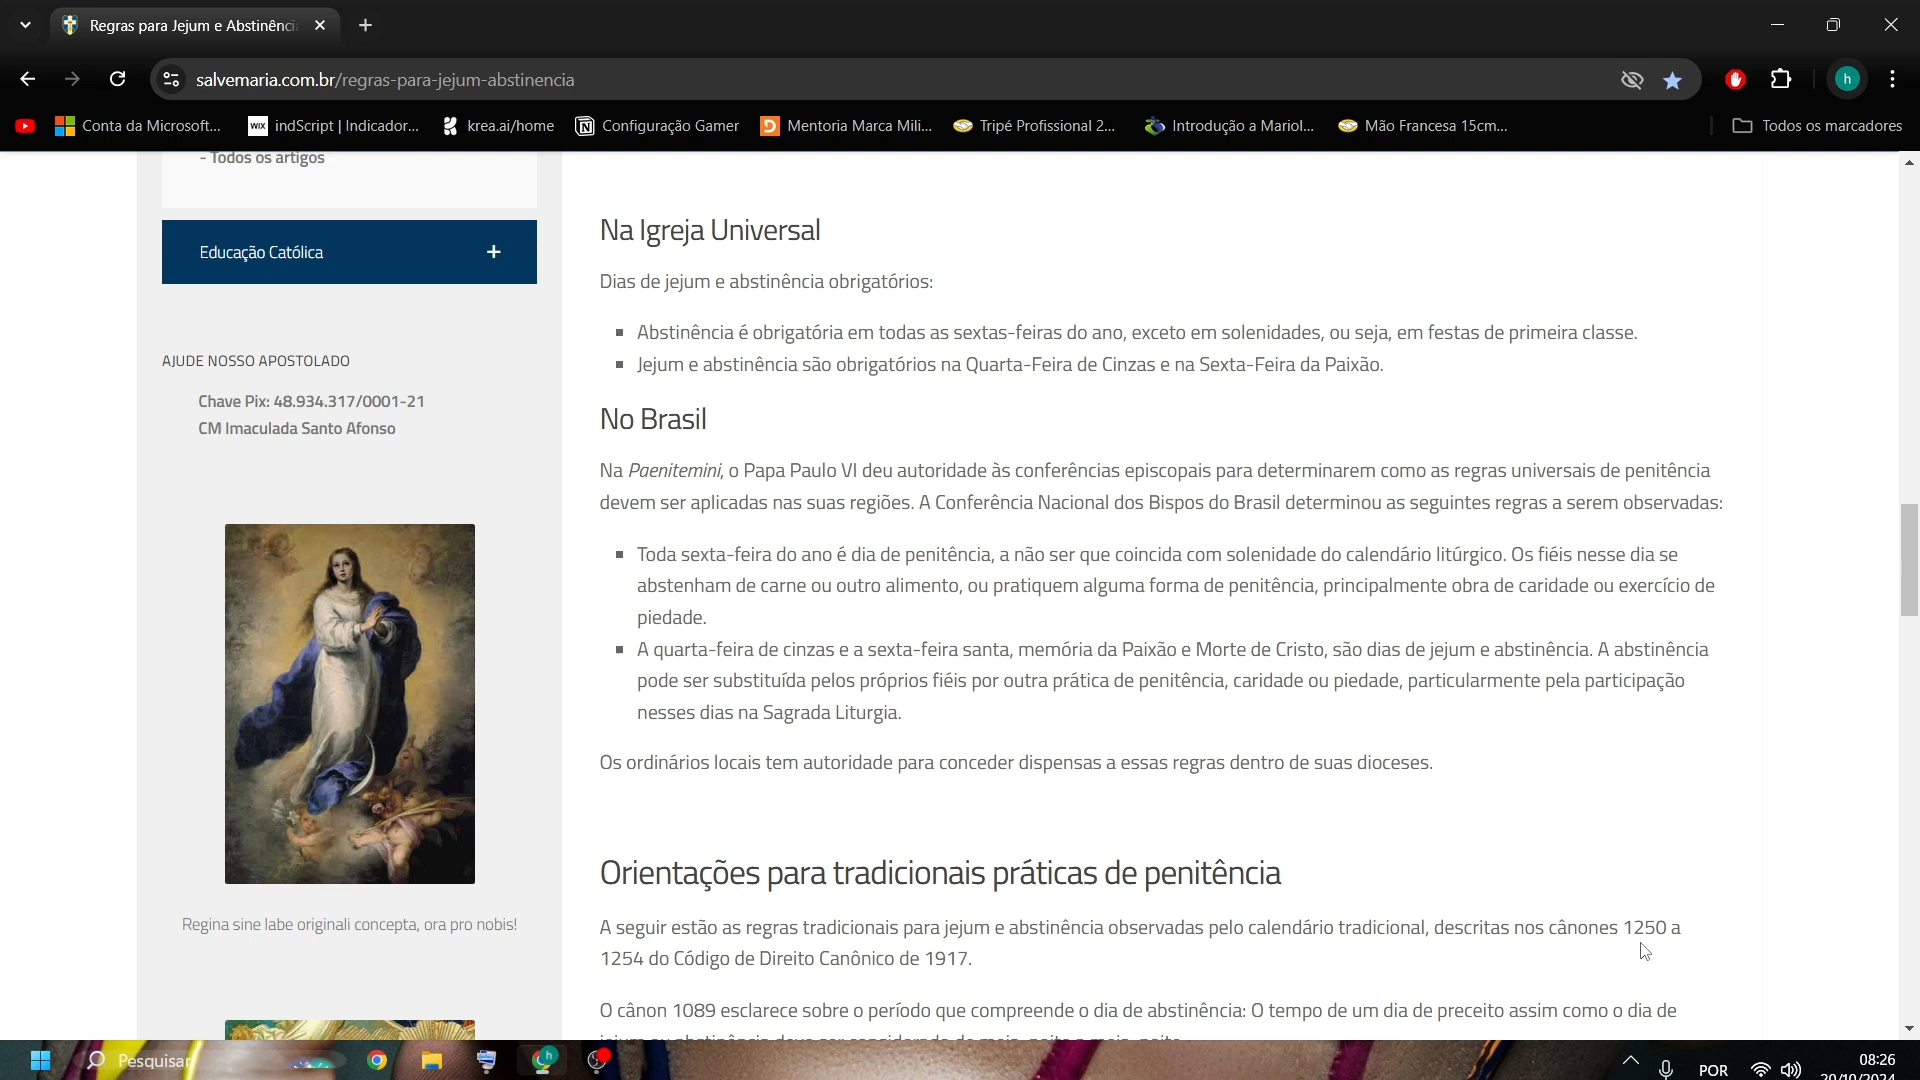 Regras para Jejum e Abstinênci
salvemaria.com.br/regras-para-jejum-abstinencia
h
Conta da Microsoft...
WIX
indScript | Indicador...
krea.ai/home
Configuração Gamer
Mentoria Marca Mili...
Tripé Profissional 2...
Introdução a Mariol...
Mão Francesa 15cm...
Todos os marcadores
- Todos os artigos
Educação Católica +
AJUDE NOSSO APOSTOLADO
Chave Pix: 48.934.317/0001-21
CM Imaculada Santo Afonso
Regina sine labe originali concepta, ora pro nobis!
Na Igreja Universal
Dias de jejum e abstinência obrigatórios:
Abstinência é obrigatória em todas as sextas-feiras do ano, exceto em solenidades, ou seja, em festas de primeira classe.
Jejum e abstinência são obrigatórios na Quarta-Feira de Cinzas e na Sexta-Feira da Paixão.
No Brasil
Na Paenitemini, o Papa Paulo VI deu autoridade às conferências episcopais para determinarem como as regras universais de penitência
devem ser aplicadas nas suas regiões. A Conferência Nacional dos Bispos do Brasil determinou as seguintes regras a serem observadas:
Toda sexta-feira do ano é dia de penitência, a não ser que coincida com solenidade do calendário litúrgico. Os fiéis nesse dia se
abstenham de carne ou outro alimento, ou pratiquem alguma forma de penitência, principalmente obra de caridade ou exercício de
piedade.
A quarta-feira de cinzas e a sexta-feira santa, memória da Paixão e Morte de Cristo, são dias de jejum e abstinência. A abstinência
pode ser substituída pelos próprios fiéis por outra prática de penitência, caridade ou piedade, particularmente pela participação
nesses dias na Sagrada Liturgia.
Os ordinários locais tem autoridade para conceder dispensas a essas regras dentro de suas dioceses.
Orientações para tradicionais práticas de penitência
A seguir estão as regras tradicionais para jejum e abstinência observadas pelo calendário tradicional, descritas nos cânones 1250 a
1254 do Código de Direito Canônico de 1917.
O cânon 1089 esclarece sobre o período que compreende o dia de abstinência: O tempo de um dia de preceito assim como o dia de
Pesquisar
h
POR
08:26
20/10/2024